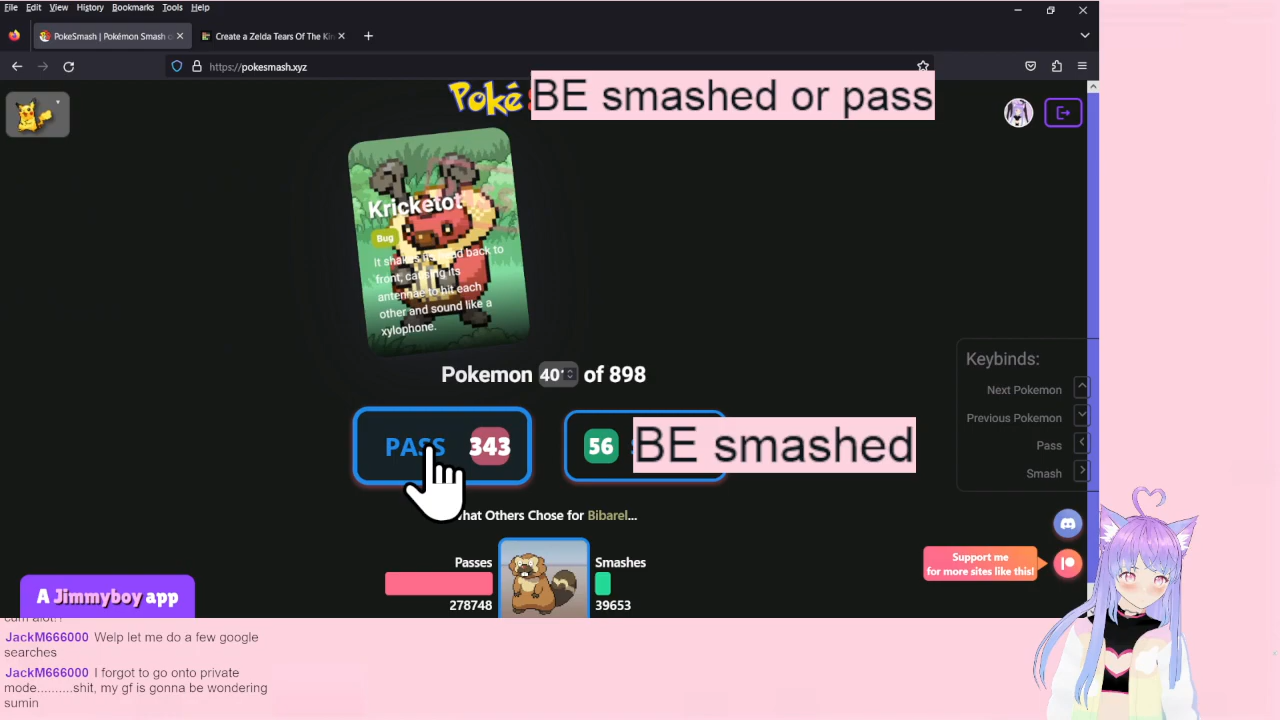 File Edit View History Bookmarks Tools Help
PokeSmash | Pokémon Smash o
Create a Zelda Tears Of The Kin
https://pokesmash.xyz
Poké BE smashed or pass
Kricketot
Bug
It shakes its head back to
front, causing its
antennae to hit each
other and sound like a
xylophone.
Pokemon 401 of 898
PASS 343
56 BE smashed
Keybinds:
Next Pokemon
Previous Pokemon
Pass
Smash
What Others Chose for Bibarel...
Passes
278748
Smashes
39653
Support me
for more sites like this!
A Jimmyboy app
JackM666000 Welp let me do a few google
searches
JackM666000 I forgot to go onto private
mode..........shit, my gf is gonna be wondering
sumin